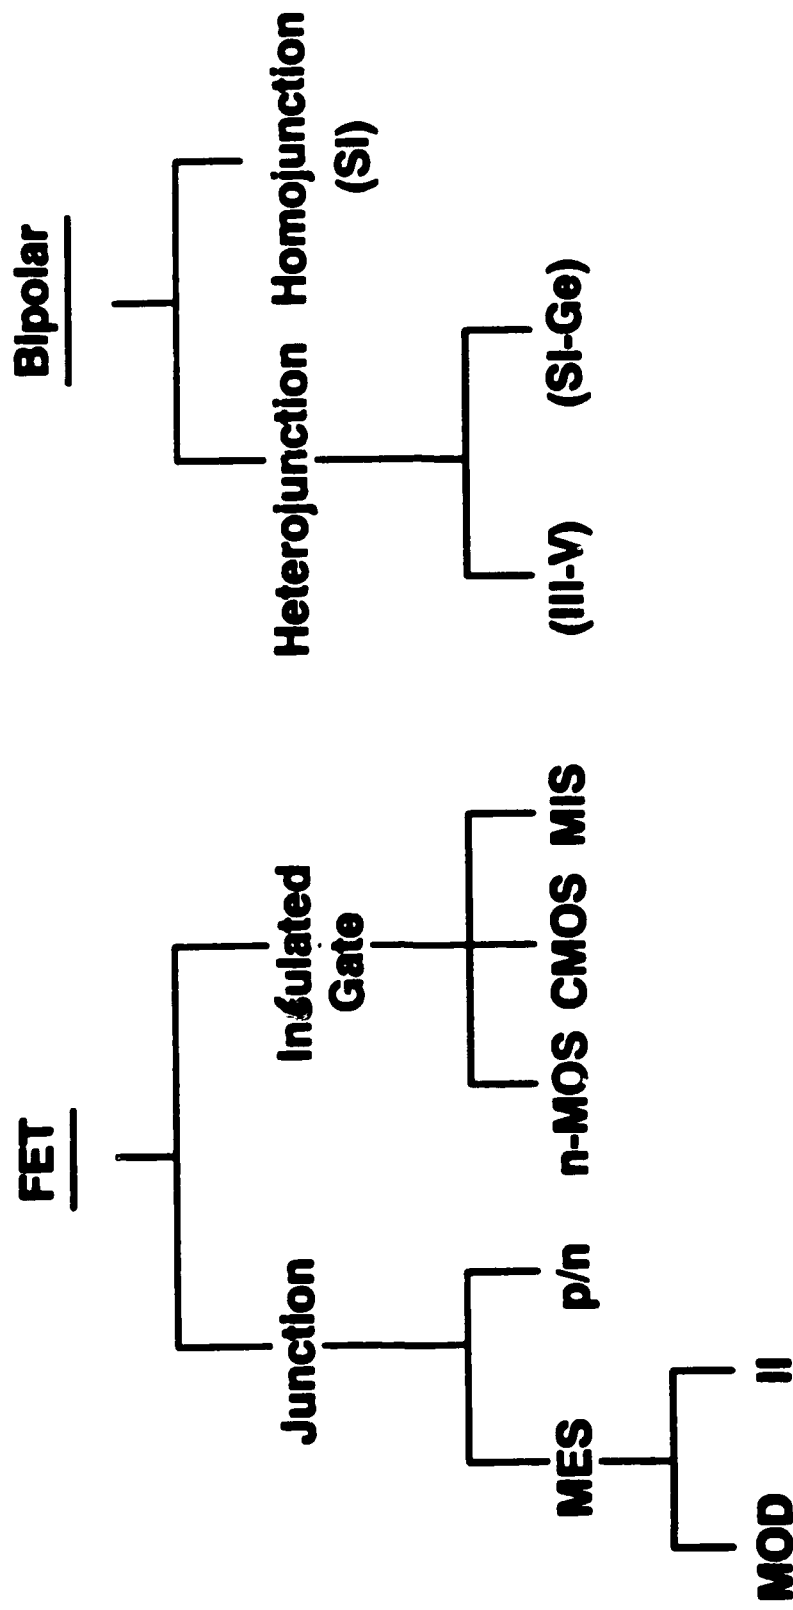 FET
Junction
Insulated
Gate
MES
p/n
n-MOS
CMOS
MIS
MOD
II
Bipolar
Heterojunction
Homojunction
(Si)
(III-V)
(Si-Ge)